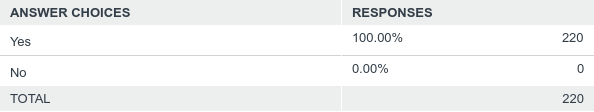 ANSWER CHOICES RESPONSES
Yes 100.00% 220
No 0.00% 0
TOTAL 220